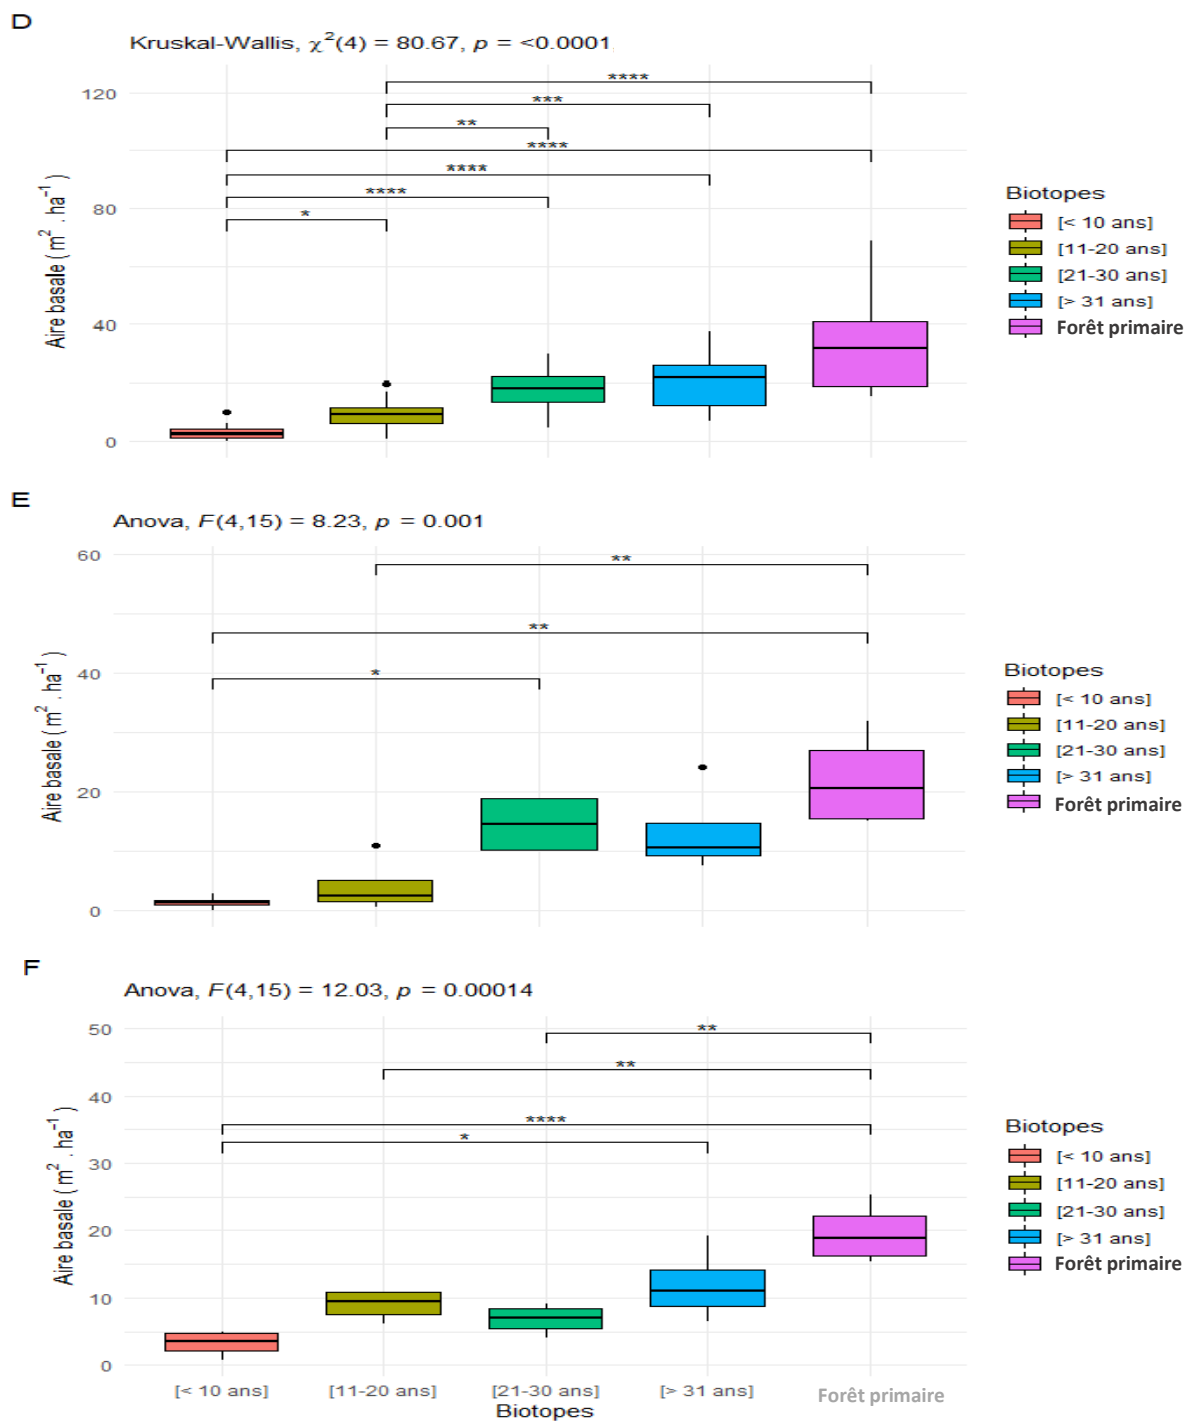 D
Kruskal-Wallis, χ²(4) = 80.67, p = <0.0001
Aire basale ( m² . ha⁻¹ )
120
80
40
0
****
***
**
****
****
****
*
Biotopes
[< 10 ans]
[11-20 ans]
[21-30 ans]
[> 31 ans]
Forêt primaire
E
Anova, F(4,15) = 8.23, p = 0.001
Aire basale ( m² . ha⁻¹ )
60
40
20
0
**
**
*
Biotopes
[< 10 ans]
[11-20 ans]
[21-30 ans]
[> 31 ans]
Forêt primaire
F
Anova, F(4,15) = 12.03, p = 0.00014
Aire basale ( m² . ha⁻¹ )
50
40
30
20
10
0
**
**
****
*
Biotopes
[< 10 ans]
[11-20 ans]
[21-30 ans]
[> 31 ans]
Forêt primaire
[< 10 ans] [11-20 ans] [21-30 ans] [> 31 ans] Forêt primaire
Biotopes